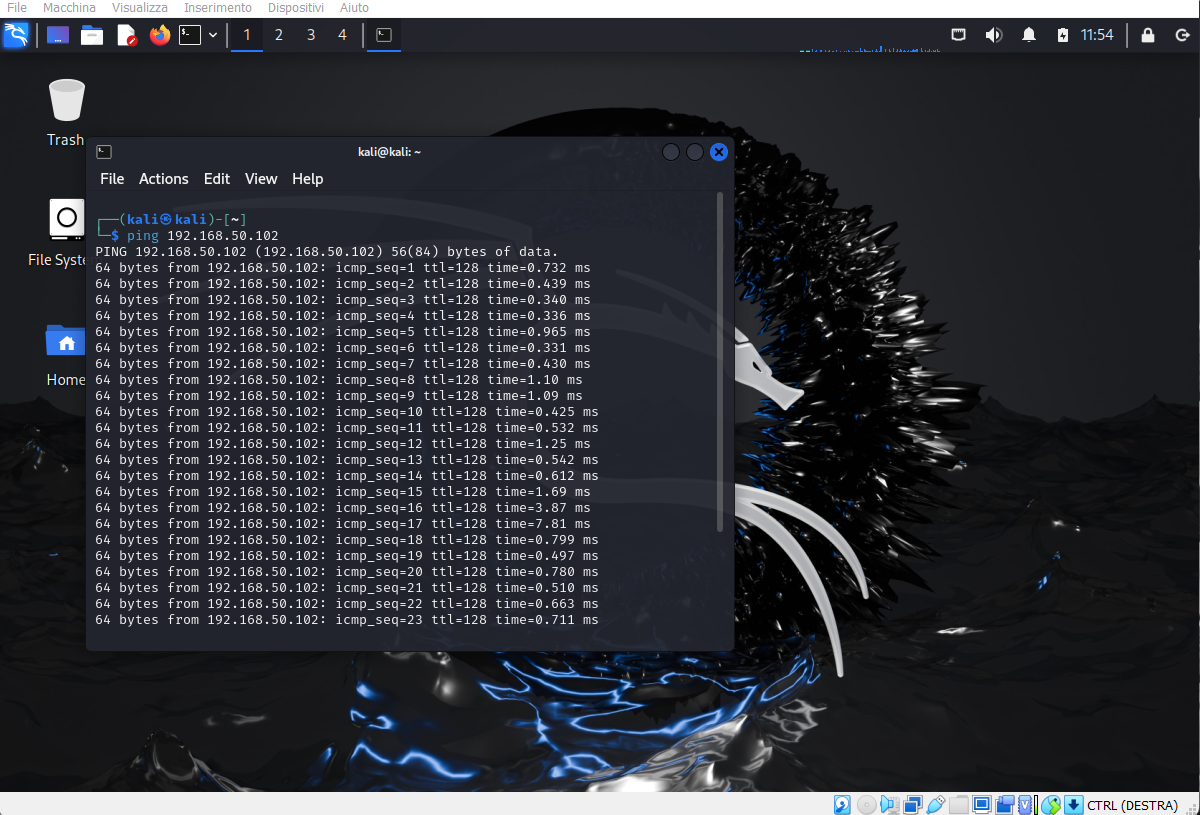 File Macchina Visualizza Inserimento Dispositivi Aiuto
1 2 3 4 11:54
Trash
File Syste
Home
kali@kali: ~
File Actions Edit View Help
┌──(kali㉿kali)-[~]
└─$ ping 192.168.50.102
PING 192.168.50.102 (192.168.50.102) 56(84) bytes of data.
64 bytes from 192.168.50.102: icmp_seq=1 ttl=128 time=0.732 ms
64 bytes from 192.168.50.102: icmp_seq=2 ttl=128 time=0.439 ms
64 bytes from 192.168.50.102: icmp_seq=3 ttl=128 time=0.340 ms
64 bytes from 192.168.50.102: icmp_seq=4 ttl=128 time=0.336 ms
64 bytes from 192.168.50.102: icmp_seq=5 ttl=128 time=0.965 ms
64 bytes from 192.168.50.102: icmp_seq=6 ttl=128 time=0.331 ms
64 bytes from 192.168.50.102: icmp_seq=7 ttl=128 time=0.430 ms
64 bytes from 192.168.50.102: icmp_seq=8 ttl=128 time=1.10 ms
64 bytes from 192.168.50.102: icmp_seq=9 ttl=128 time=1.09 ms
64 bytes from 192.168.50.102: icmp_seq=10 ttl=128 time=0.425 ms
64 bytes from 192.168.50.102: icmp_seq=11 ttl=128 time=0.532 ms
64 bytes from 192.168.50.102: icmp_seq=12 ttl=128 time=1.25 ms
64 bytes from 192.168.50.102: icmp_seq=13 ttl=128 time=0.542 ms
64 bytes from 192.168.50.102: icmp_seq=14 ttl=128 time=0.612 ms
64 bytes from 192.168.50.102: icmp_seq=15 ttl=128 time=1.69 ms
64 bytes from 192.168.50.102: icmp_seq=16 ttl=128 time=3.87 ms
64 bytes from 192.168.50.102: icmp_seq=17 ttl=128 time=7.81 ms
64 bytes from 192.168.50.102: icmp_seq=18 ttl=128 time=0.799 ms
64 bytes from 192.168.50.102: icmp_seq=19 ttl=128 time=0.497 ms
64 bytes from 192.168.50.102: icmp_seq=20 ttl=128 time=0.780 ms
64 bytes from 192.168.50.102: icmp_seq=21 ttl=128 time=0.510 ms
64 bytes from 192.168.50.102: icmp_seq=22 ttl=128 time=0.663 ms
64 bytes from 192.168.50.102: icmp_seq=23 ttl=128 time=0.711 ms
CTRL (DESTRA)